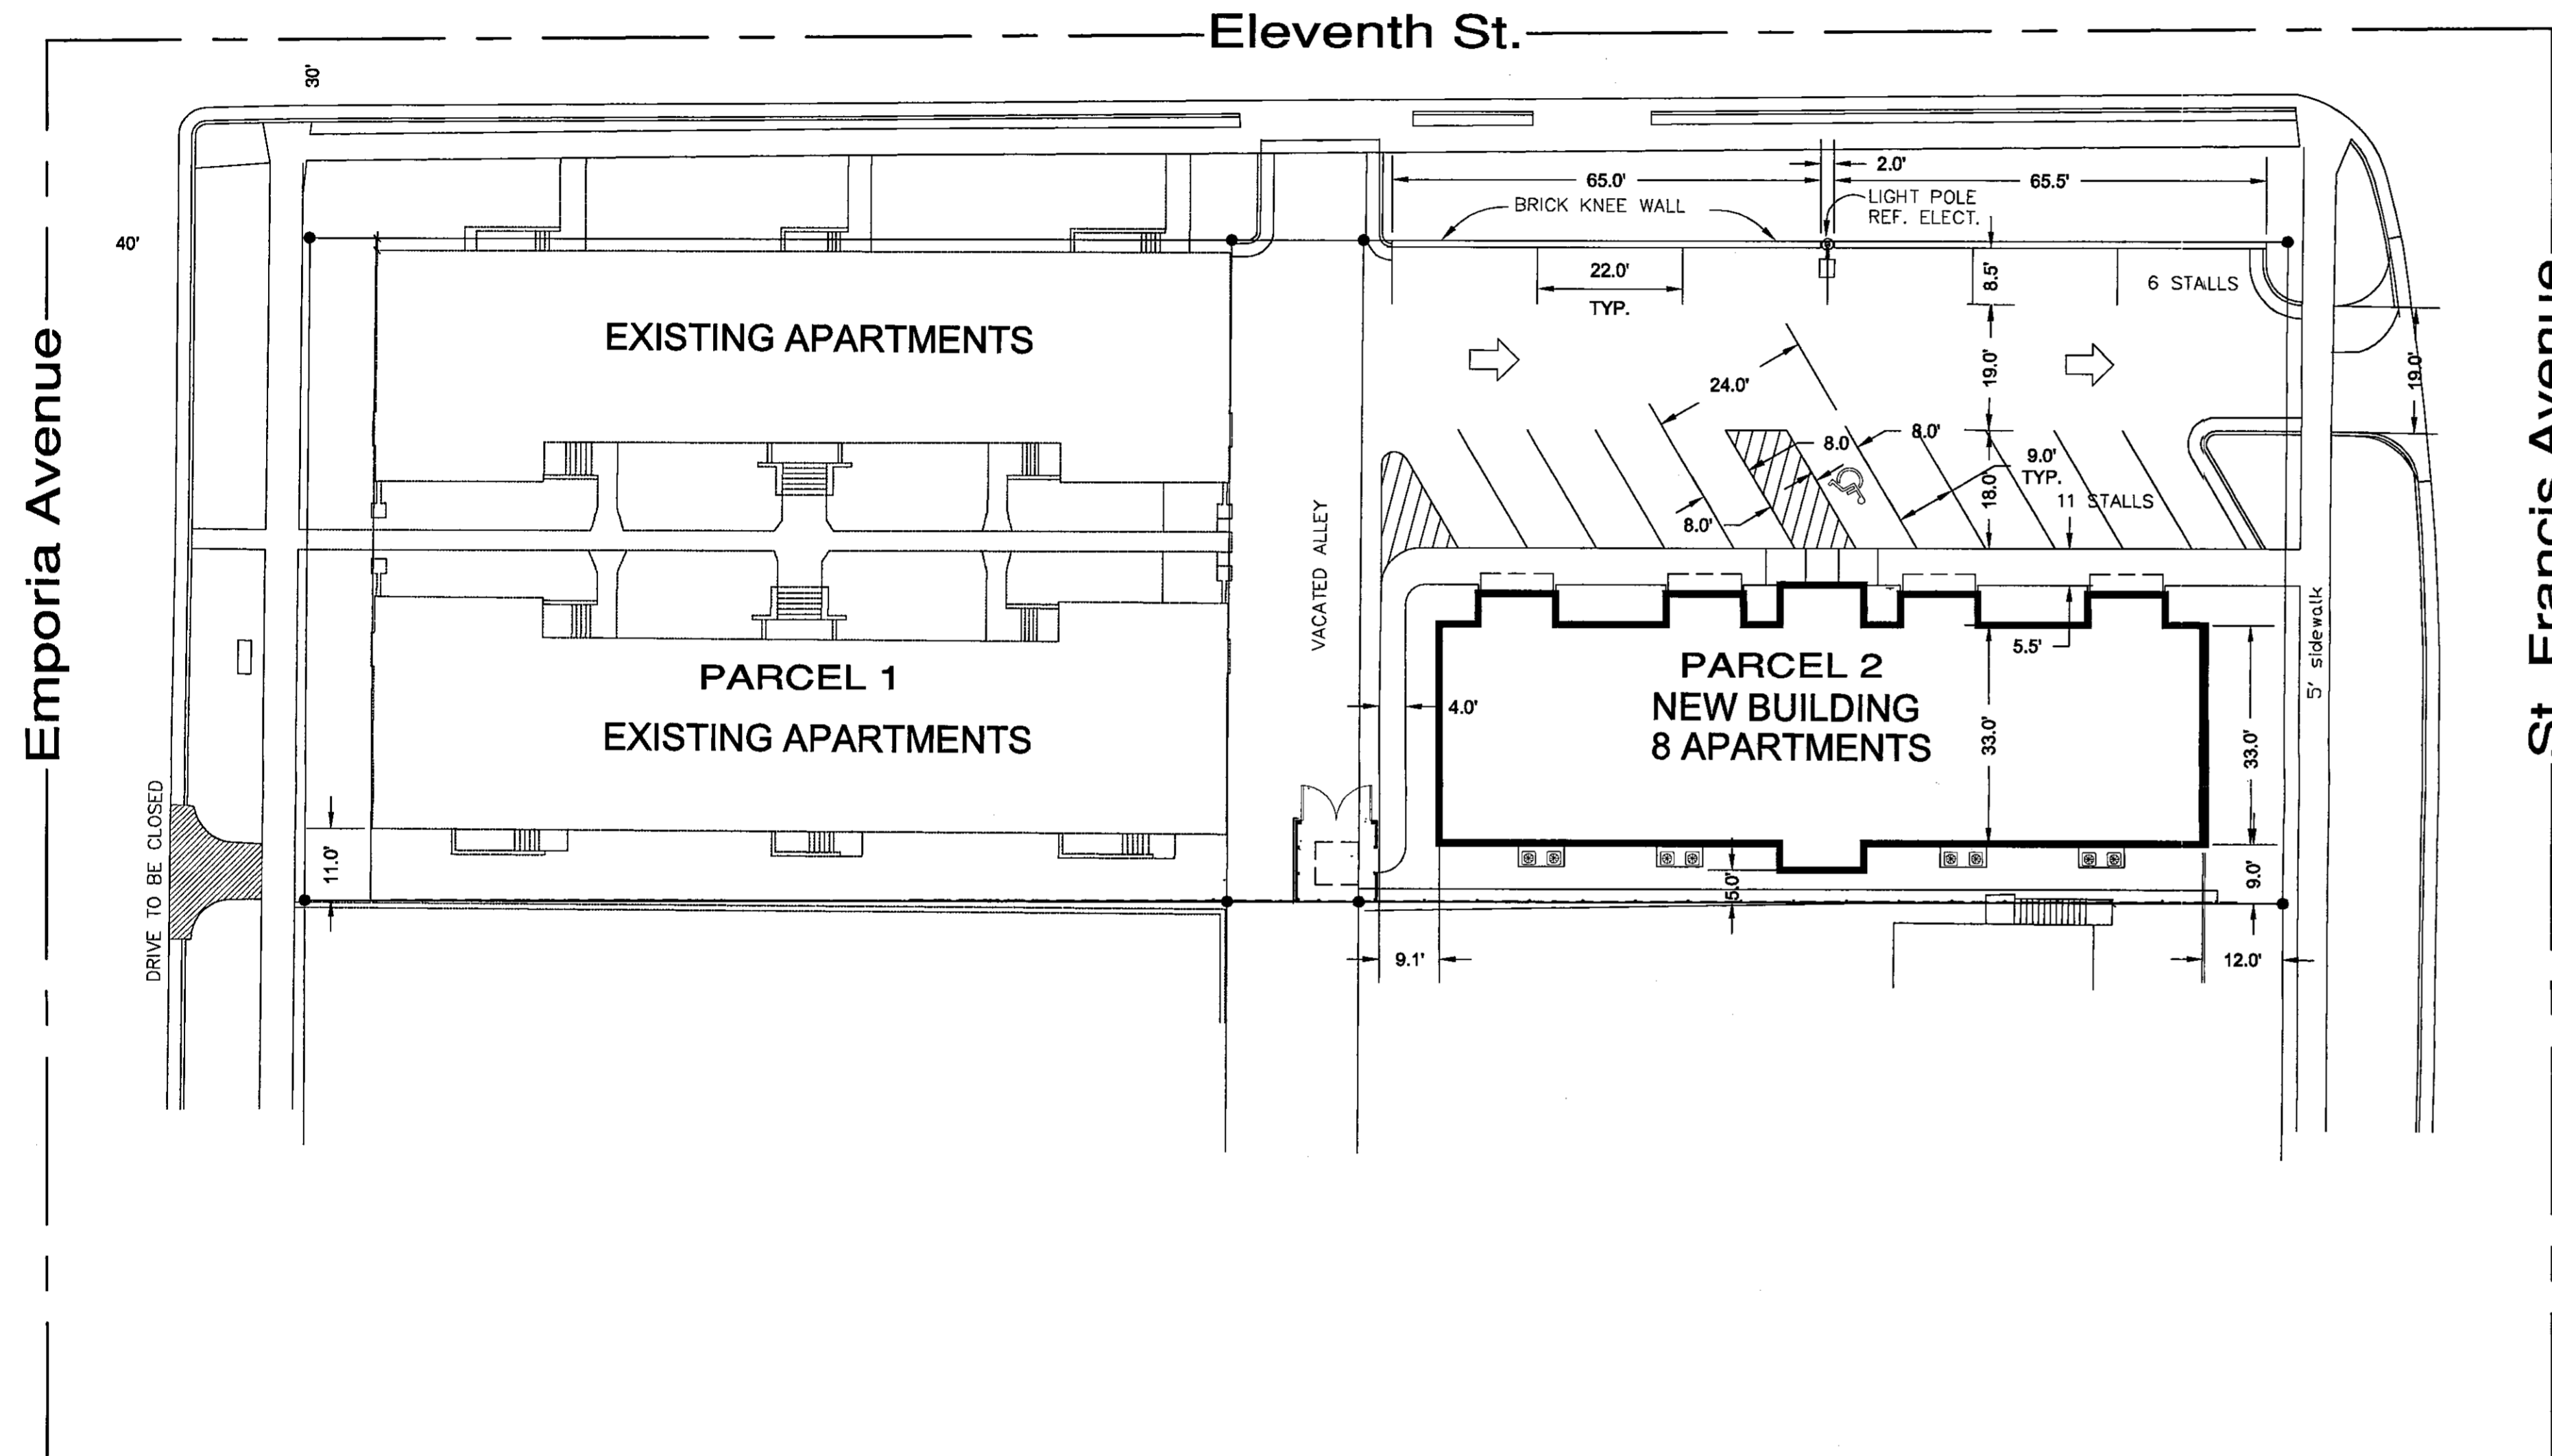 Eleventh St.
30'
40'
2.0'
65.0'
65.5'
BRICK KNEE WALL
LIGHT POLE
REF. ELECT.
22.0'
TYP.
8.5'
6 STALLS
EXISTING APARTMENTS
24.0'
19.0'
19.0'
8.0
8.0'
9.0'
TYP.
18.0'
11 STALLS
8.0'
Emporia Avenue
St. Francis Avenue
VACATED ALLEY
5' sidewalk
PARCEL 1
EXISTING APARTMENTS
5.5'
PARCEL 2
NEW BUILDING
8 APARTMENTS
4.0'
33.0'
33.0'
DRIVE TO BE CLOSED
11.0'
5.0'
9.0'
9.1'
12.0'